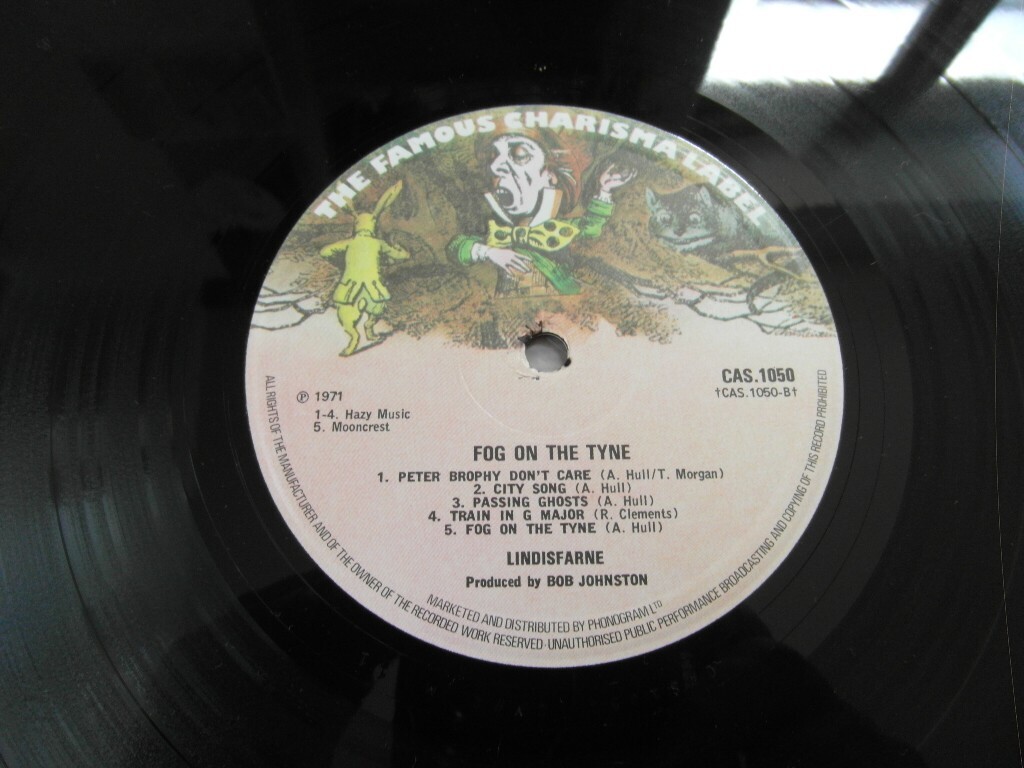 THE FAMOUS CHARISMA LABEL
CAS.1050
†CAS.1050-B†
Ⓟ 1971
1-4. Hazy Music
5. Mooncrest
FOG ON THE TYNE
1. PETER BROPHY DON'T CARE (A. Hull/T. Morgan)
2. CITY SONG (A. Hull)
3. PASSING GHOSTS (A. Hull)
4. TRAIN IN G MAJOR (R. Clements)
5. FOG ON THE TYNE (A. Hull)
LINDISFARNE
Produced by BOB JOHNSTON
MARKETED AND DISTRIBUTED BY PHONOGRAM LTD
ALL RIGHTS OF THE MANUFACTURER AND OF THE OWNER OF THE RECORDED WORK RESERVED · UNAUTHORISED PUBLIC PERFORMANCE BROADCASTING AND COPYING OF THIS RECORD PROHIBITED